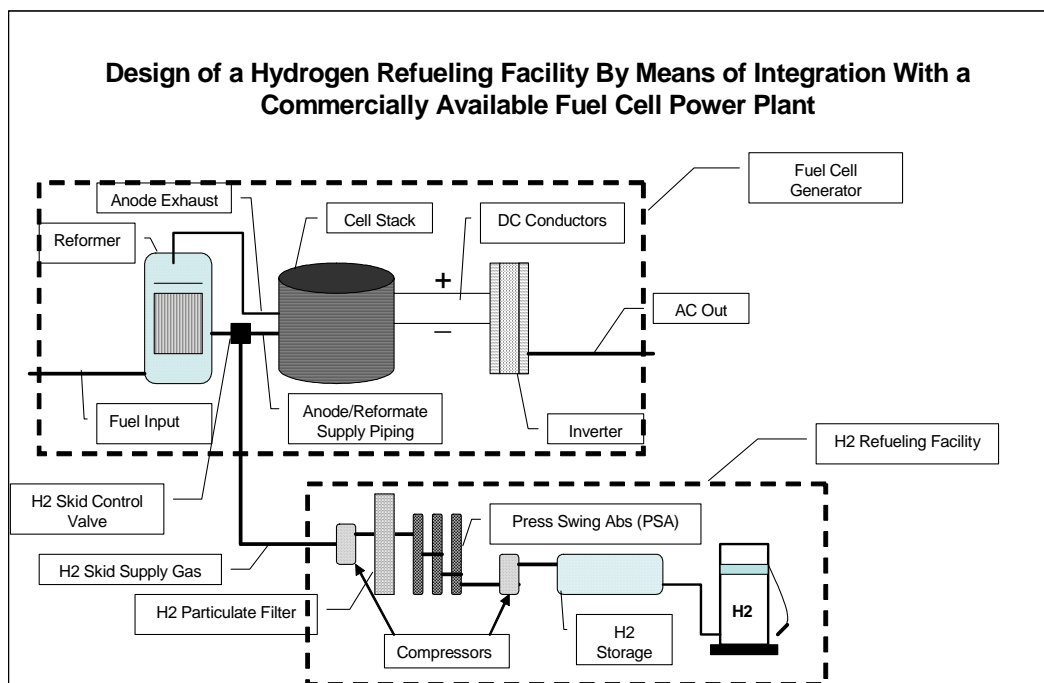 Design of a Hydrogen Refueling Facility By Means of Integration With a
Commercially Available Fuel Cell Power Plant
Fuel Cell
Generator
Anode Exhaust
Cell Stack
DC Conductors
Reformer
+
–
AC Out
Fuel Input
Anode/Reformate
Supply Piping
Inverter
H2 Refueling Facility
H2 Skid Control
Valve
Press Swing Abs (PSA)
H2 Skid Supply Gas
H2 Particulate Filter
H2
Compressors
H2
Storage